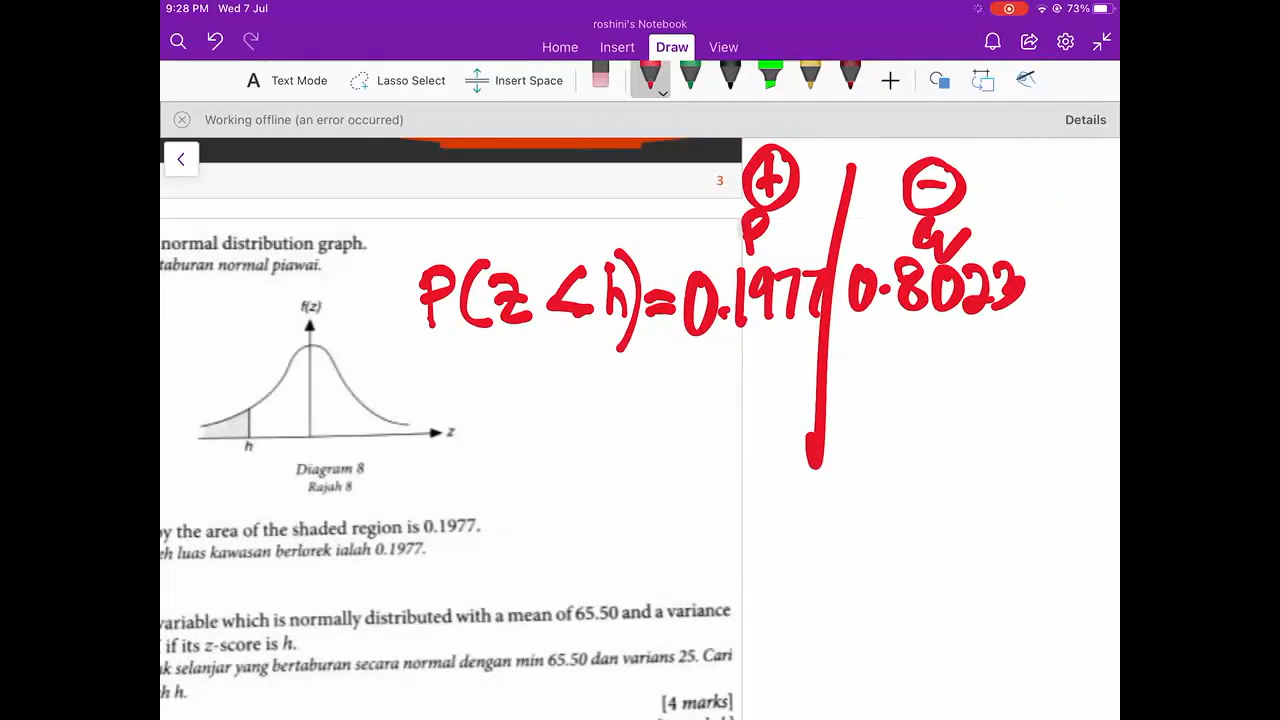 9:28 PM Wed 7 Jul 73%
roshini's Notebook
Home Insert Draw View
A Text Mode Lasso Select Insert Space
Working offline (an error occurred) Details
3
+ −
P
normal distribution graph.
taburan normal piawai.
P(Z < h) = 0.1977 0.8023
f(z)
z
h
Diagram 8
Rajah 8
y the area of the shaded region is 0.1977.
eh luas kawasan berlorek ialah 0.1977.
variable which is normally distributed with a mean of 65.50 and a variance
if its z-score is h.
k selanjar yang bertaburan secara normal dengan min 65.50 dan varians 25. Cari
h h.
[4 marks]